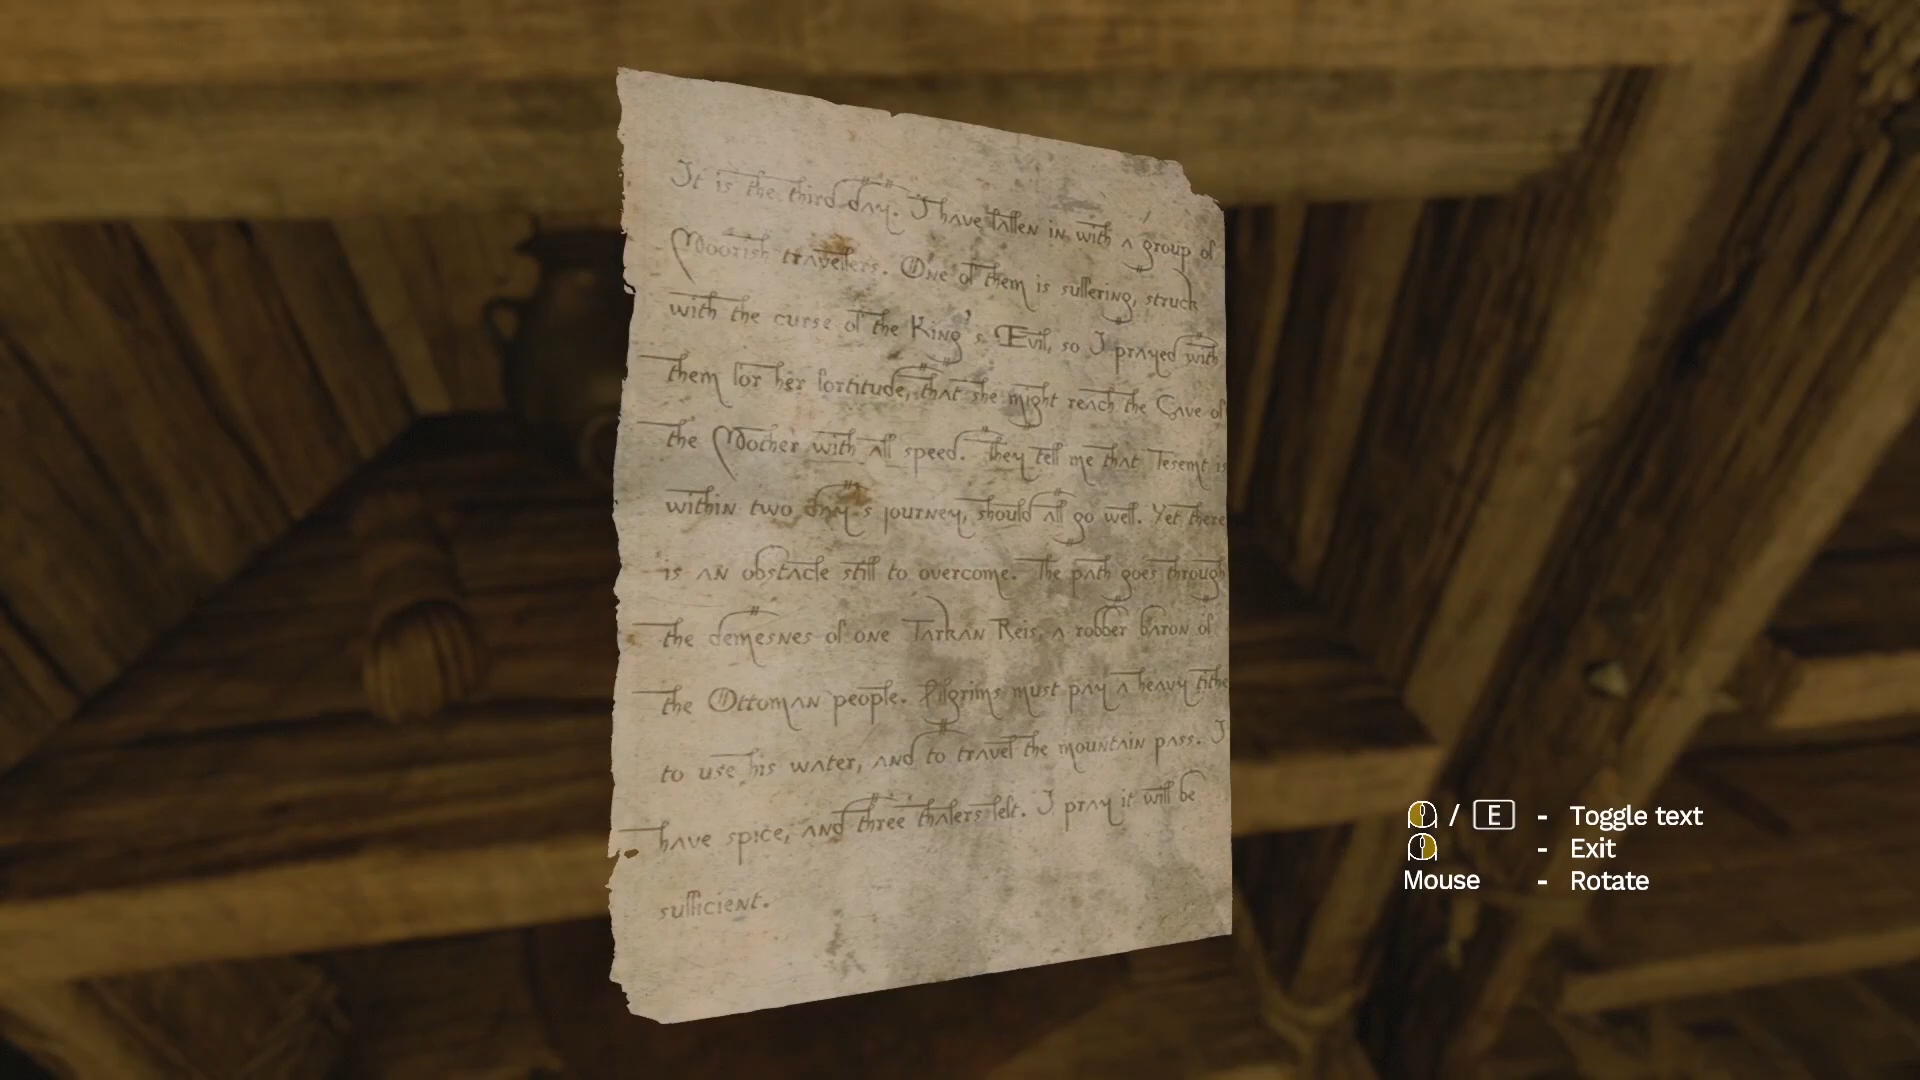 It is the third day. I have fallen in with a group of
Moorish travellers. One of them is suffering, struck
with the curse of the King's Evil, so I prayed with
them for her fortitude, that she might reach the Cave of
the Mother with all speed. They tell me that Tesemt is
within two day's journey, should all go well. Yet there
is an obstacle still to overcome. The path goes through
the demesnes of one Tarkan Reis, a robber baron of
the Ottoman people. Pilgrims must pay a heavy tithe
to use his water, and to travel the mountain pass. I
have spice, and three thalers left. I pray it will be
sufficient.
/ E - Toggle text
- Exit
Mouse - Rotate